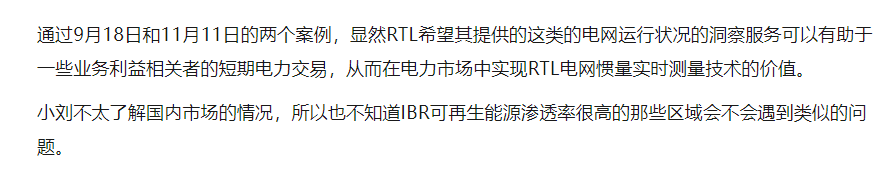 通过9月18日和11月11日的两个案例，显然RTL希望其提供的这类的电网运行状况的洞察服务可以有助于
一些业务利益相关者的短期电力交易，从而在电力市场中实现RTL电网惯量实时测量技术的价值。
小刘不太了解国内市场的情况，所以也不知道IBR可再生能源渗透率很高的那些区域会不会遇到类似的问
题。